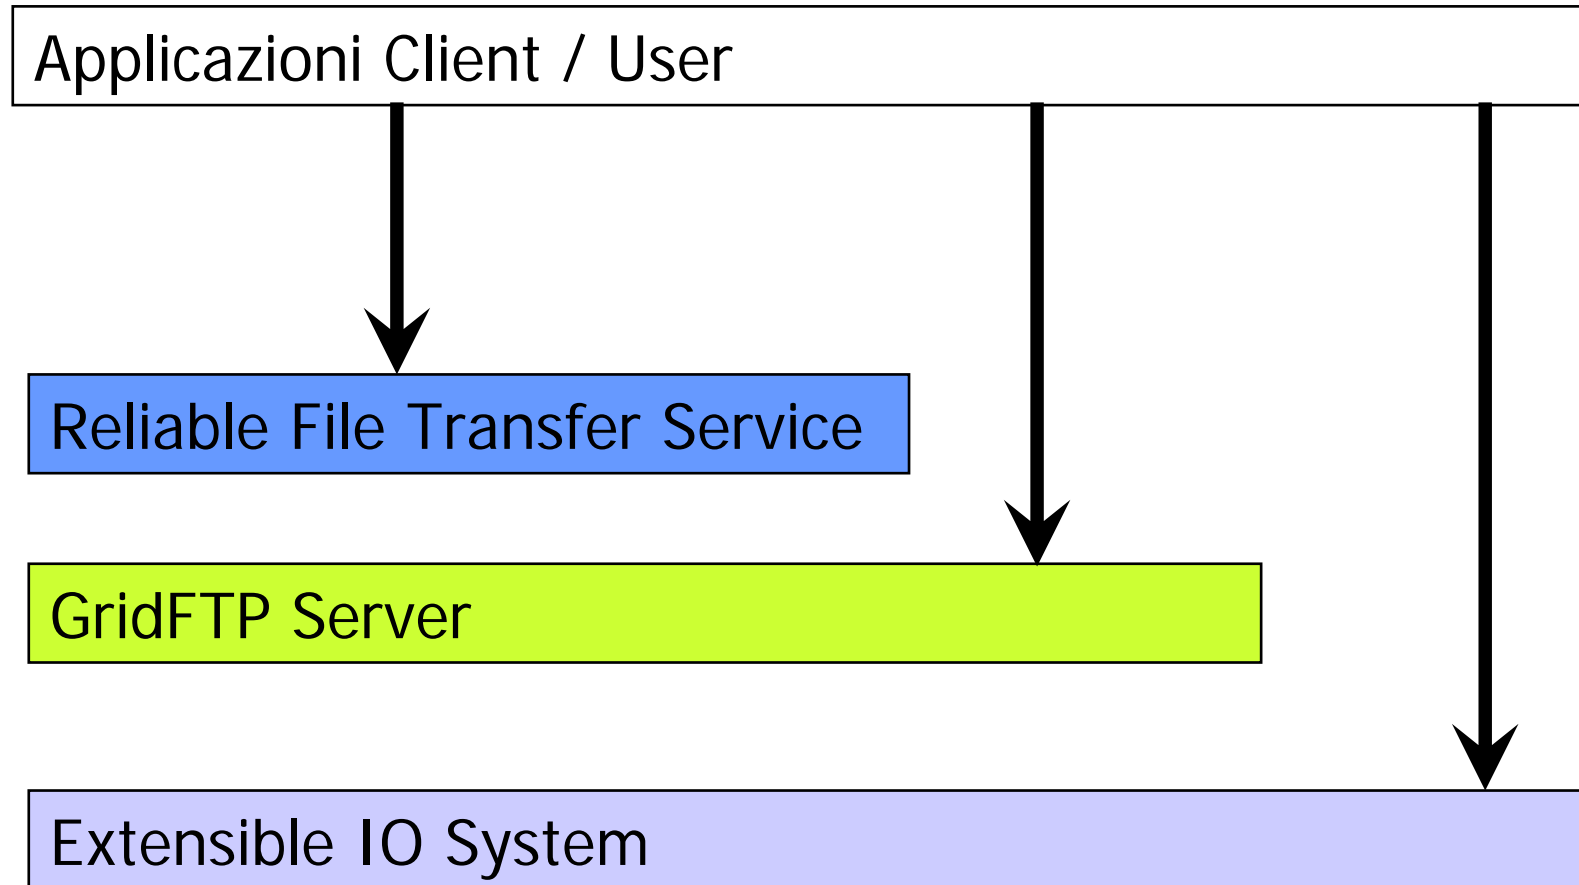 Applicazioni Client / User
Reliable File Transfer Service
GridFTP Server
Extensible IO System